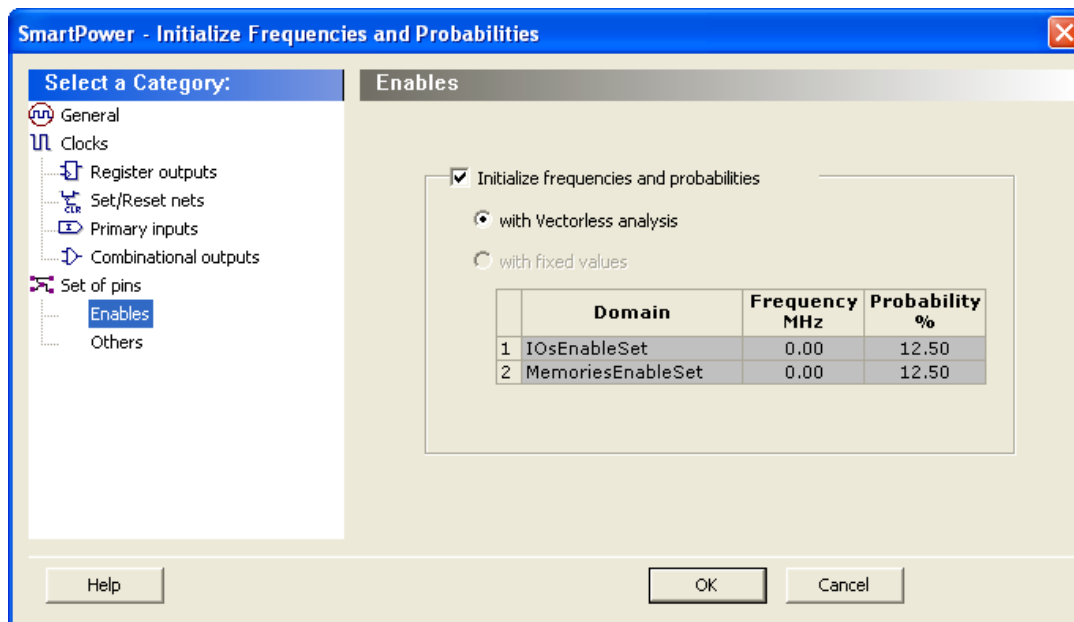 SmartPower - Initialize Frequencies and Probabilities
Select a Category:
General
Clocks
Register outputs
CLR
Set/Reset nets
Primary inputs
Combinational outputs
Set of pins
Enables
Others
Enables
Initialize frequencies and probabilities
with Vectorless analysis
with fixed values
Domain Frequency MHz Probability %
1 IOsEnableSet 0.00 12.50
2 MemoriesEnableSet 0.00 12.50
Help OK Cancel